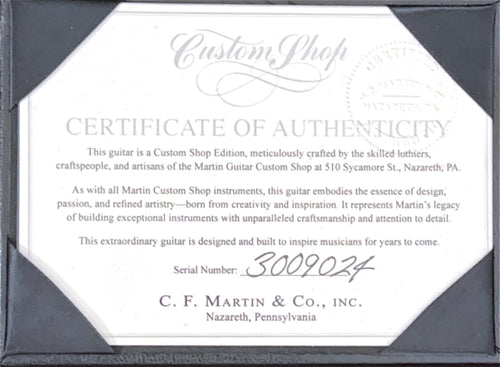 Custom Shop
CERTIFICATE OF AUTHENTICITY
This guitar is a Custom Shop Edition, meticulously crafted by the skilled luthiers,
craftspeople, and artisans of the Martin Guitar Custom Shop at 510 Sycamore St., Nazareth, PA.
As with all Martin Custom Shop instruments, this guitar embodies the essence of design,
passion, and refined artistry—born from creativity and inspiration. It represents Martin's legacy
of building exceptional instruments with unparalleled craftsmanship and attention to detail.
This extraordinary guitar is designed and built to inspire musicians for years to come.
Serial Number: 3009024
C. F. MARTIN & CO., INC.
Nazareth, Pennsylvania